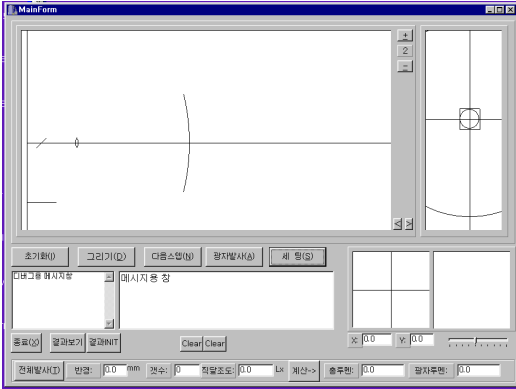 MainForm
+
2
=
< >
초기화(I) 그리기(D) 다음스텝(N) 광자발사(A) 세 팅(S)
디버그용 메시지창 메시지용 창
종료(X) 결과보기 결과INIT Clear Clear X: 0.0 Y: 0.0
전체발사(T) 반경: 0.0 mm 갯수: 0 직달조도: 0.0 Lx 계산-> 총루멘: 0.0 광자루멘: 0.0